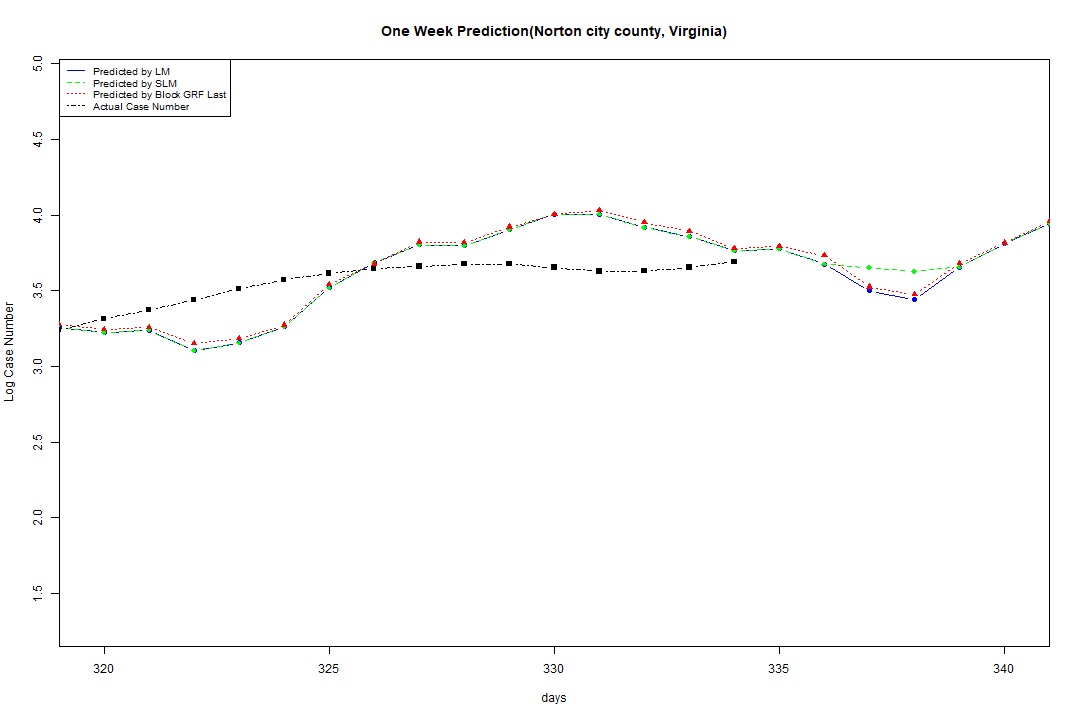 One Week Prediction(Norton city county, Virginia)
Predicted by LM
Predicted by SLM
Predicted by Block GRF Last
Actual Case Number
5.0
4.5
4.0
3.5
3.0
2.5
2.0
1.5
Log Case Number
320 325 330 335 340
days